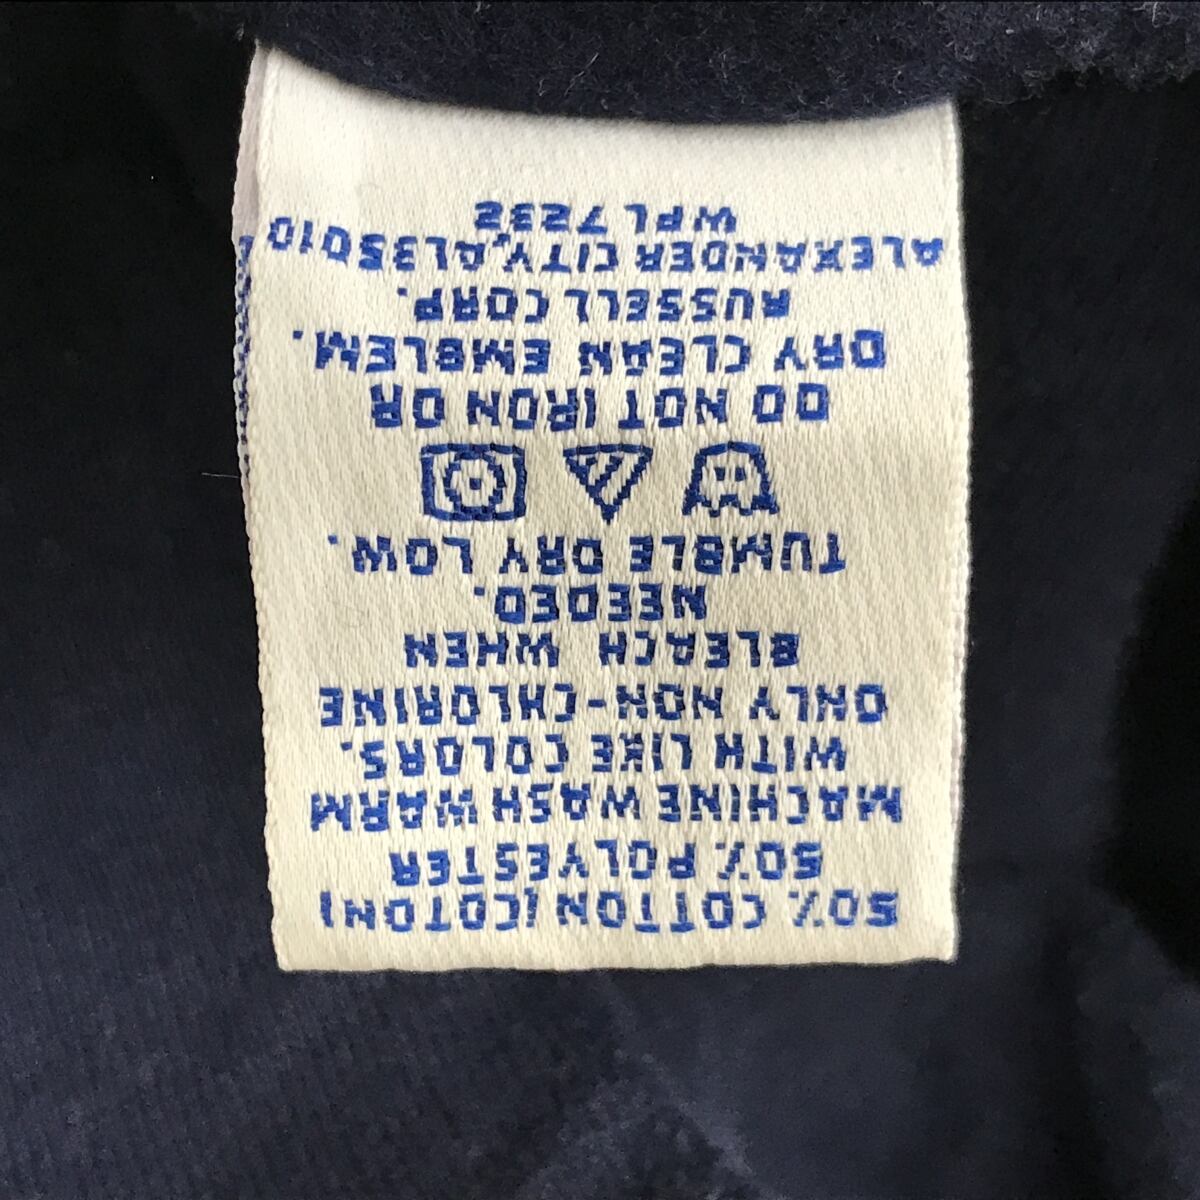 50% COTTON (COTON)
50% POLYESTER
MACHINE WASH WARM
WITH LIKE COLORS.
ONLY NON-CHLORINE
BLEACH WHEN
NEEDED.
TUMBLE DRY LOW.
DO NOT IRON OR
DRY CLEAN EMBLEM.
RUSSELL CORP.
ALEXANDER CITY, AL 35010
WPL 7232